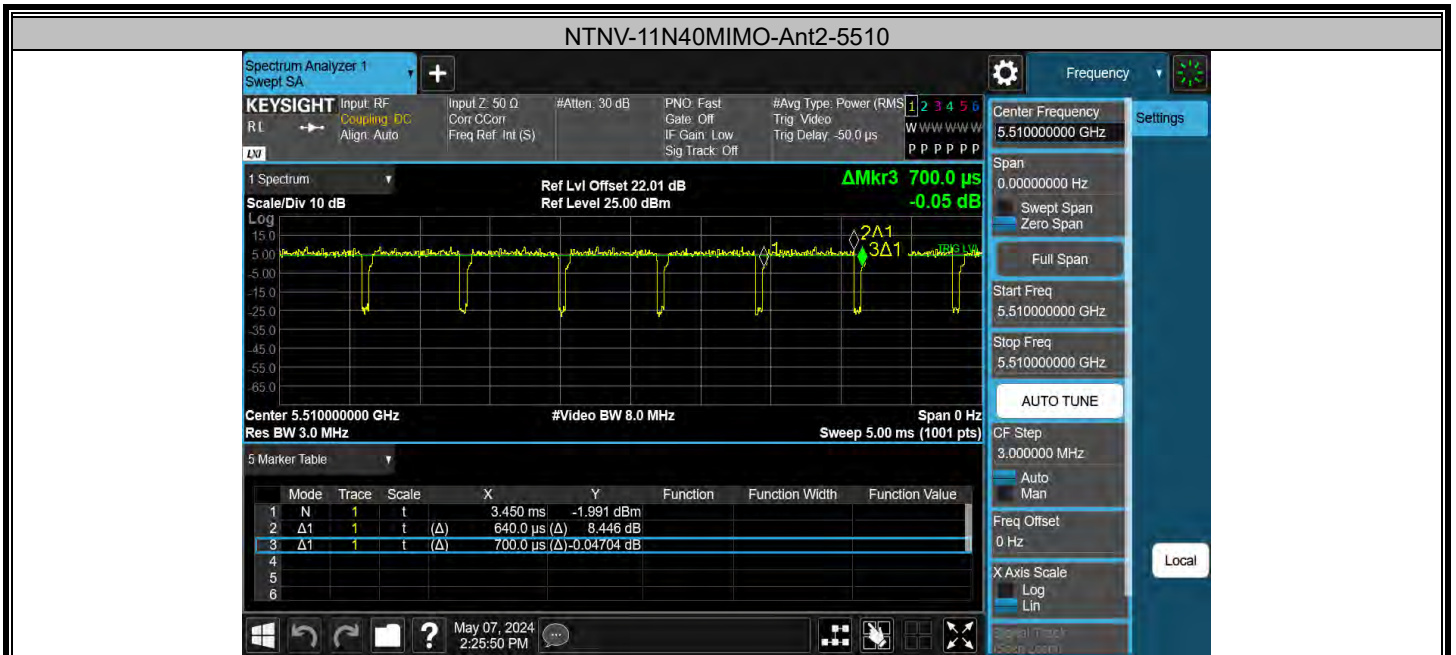 NTNV-11N40MIMO-Ant2-5510
Spectrum Analyzer 1
Swept SA
+
Frequency
KEYSIGHT
RL
LXI
Input: RF
Coupling: DC
Align: Auto
Input Z: 50 Ω
Corr CCorr
Freq Ref: Int (S)
#Atten: 30 dB
PNO: Fast
Gate: Off
IF Gain: Low
Sig Track: Off
#Avg Type: Power (RMS
Trig: Video
Trig Delay: -50.0 µs
1 2 3 4 5 6
W W W W W W
P P P P P P
Center Frequency
5.510000000 GHz
Settings
Span
0.00000000 Hz
Swept Span
Zero Span
Full Span
Start Freq
5.510000000 GHz
Stop Freq
5.510000000 GHz
AUTO TUNE
CF Step
3.000000 MHz
Auto
Man
Freq Offset
0 Hz
X Axis Scale
Log
Lin
Signal Track
(Span Zoom)
Local
1 Spectrum
Scale/Div 10 dB
Log
Ref Lvl Offset 22.01 dB
Ref Level 25.00 dBm
ΔMkr3 700.0 µs
-0.05 dB
15.0
5.00
-5.00
-15.0
-25.0
-35.0
-45.0
-55.0
-65.0
1
2Δ1
3Δ1
TRIG LVL
Center 5.510000000 GHz
Res BW 3.0 MHz
#Video BW 8.0 MHz
Span 0 Hz
Sweep 5.00 ms (1001 pts)
5 Marker Table
Mode Trace Scale X Y Function Function Width Function Value
1 N 1 t 3.450 ms -1.991 dBm
2 Δ1 1 t (Δ) 640.0 µs (Δ) 8.446 dB
3 Δ1 1 t (Δ) 700.0 µs (Δ) -0.04704 dB
4
5
6
?
May 07, 2024
2:25:50 PM